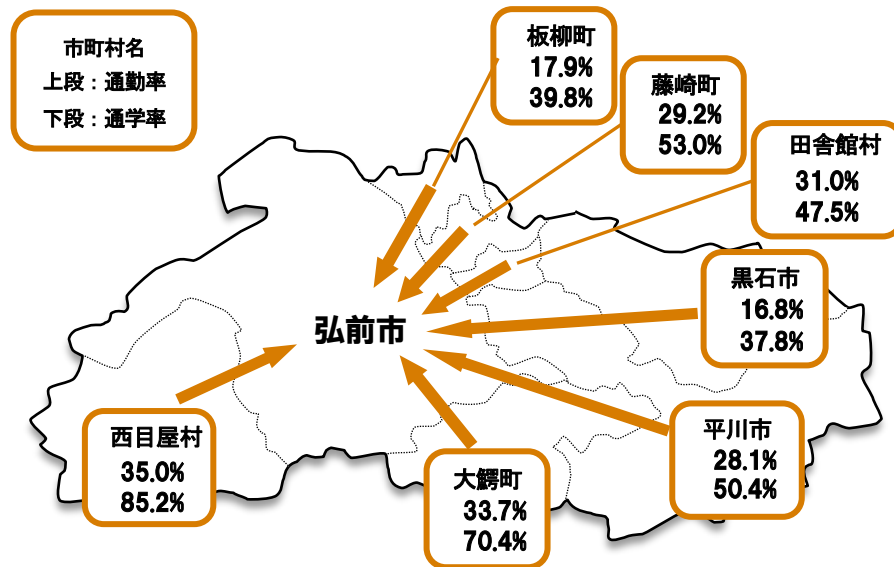 市町村名
上段：通勤率
下段：通学率
板柳町
17.9%
39.8%
藤崎町
29.2%
53.0%
田舎館村
31.0%
47.5%
黒石市
16.8%
37.8%
弘前市
西目屋村
35.0%
85.2%
大鰐町
33.7%
70.4%
平川市
28.1%
50.4%